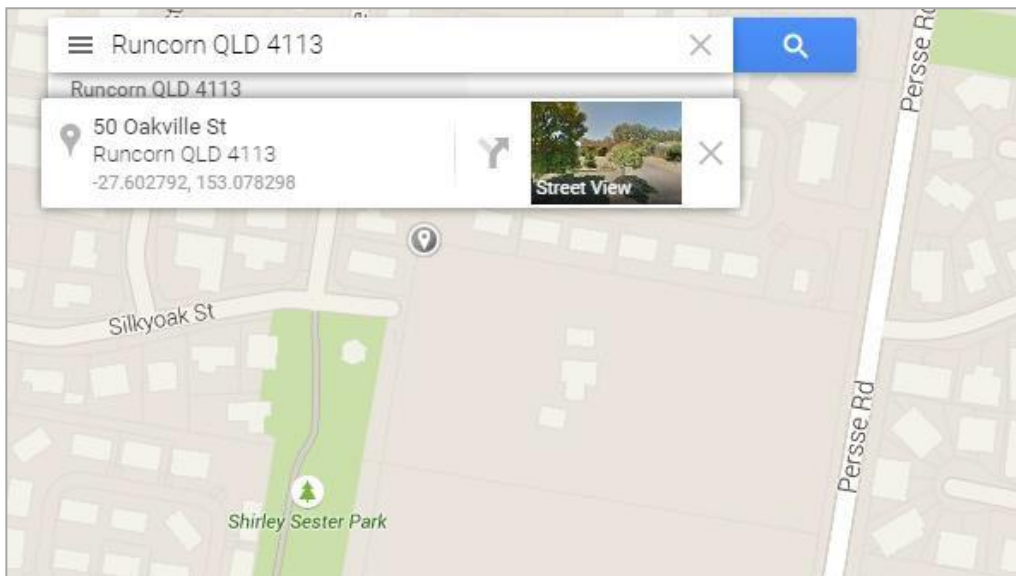 Runcorn QLD 4113
Runcorn QLD 4113
50 Oakville St
Runcorn QLD 4113
-27.602792, 153.078298
Street View
Persse Rd
Silkyoak St
Persse Rd
Shirley Sester Park